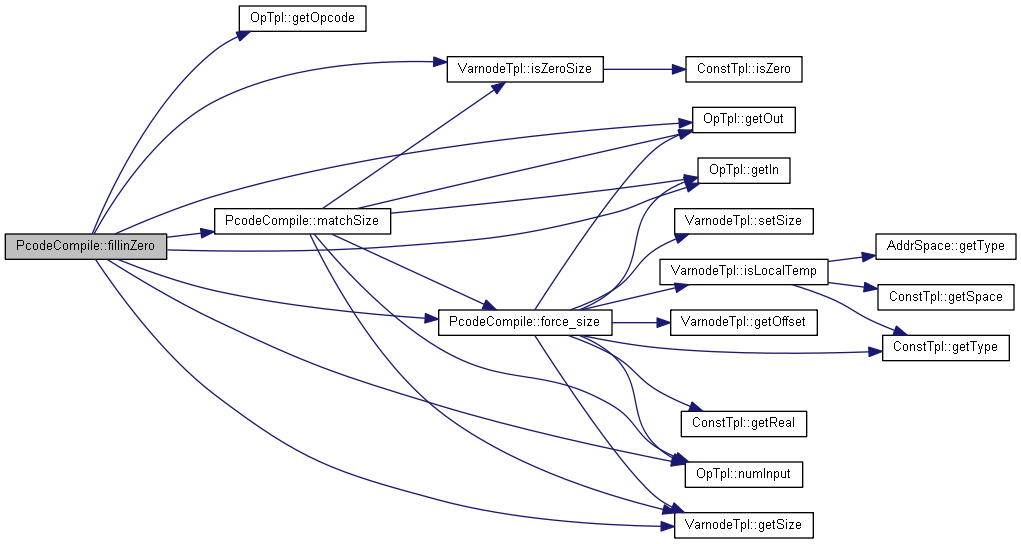 OpTpl::getOpcode
VarnodeTpl::isZeroSize
ConstTpl::isZero
OpTpl::getOut
OpTpl::getIn
PcodeCompile::matchSize
VarnodeTpl::setSize
PcodeCompile::fillinZero
AddrSpace::getType
VarnodeTpl::isLocalTemp
ConstTpl::getSpace
PcodeCompile::force_size
VarnodeTpl::getOffset
ConstTpl::getType
ConstTpl::getReal
OpTpl::numInput
VarnodeTpl::getSize